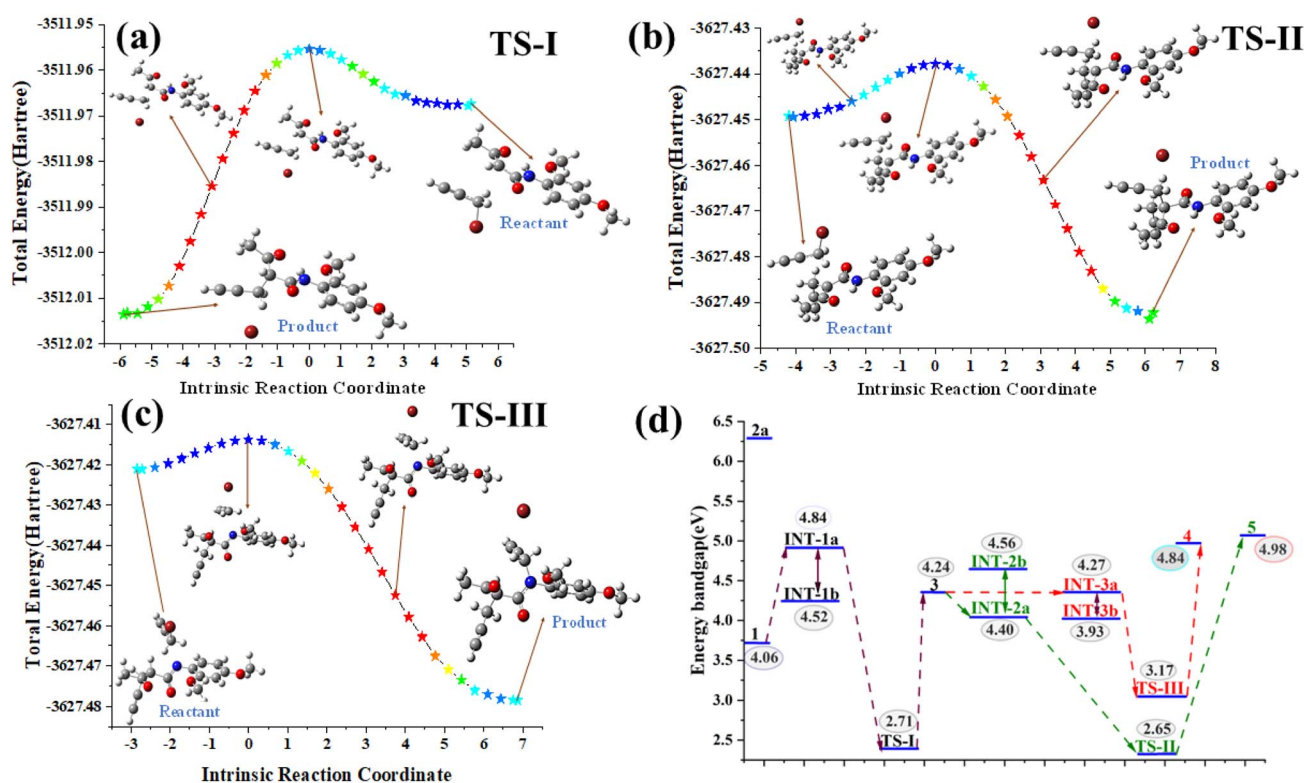 (a)
TS-I
Total Energy(Hartree)
-3511.95
-3511.96
-3511.97
-3511.98
-3511.99
-3512.00
-3512.01
-3512.02
Reactant
Product
-6 -5 -4 -3 -2 -1 0 1 2 3 4 5 6
Intrinsic Reaction Coordinate
(b)
TS-II
Total Energy(Hartree)
-3627.43
-3627.44
-3627.45
-3627.46
-3627.47
-3627.48
-3627.49
-3627.50
Product
Reactant
-5 -4 -3 -2 -1 0 1 2 3 4 5 6 7 8
Intrinsic Reaction Coordinate
(c)
TS-III
Toral Energy(Hartree)
-3627.41
-3627.42
-3627.43
-3627.44
-3627.45
-3627.46
-3627.47
-3627.48
Product
Reactant
-3 -2 -1 0 1 2 3 4 5 6 7
Intrinsic Reaction Coordinate
(d)
Energy bandgap(eV)
6.5
6.0
5.5
5.0
4.5
4.0
3.5
3.0
2.5
2a
4.84
INT-1a
INT-1b
4.52
1
4.06
2.71
TS-I
4.24
3
4.56
INT-2b
INT-2a
4.40
4.27
INT-3a
INT-3b
3.93
4
4.84
5
4.98
3.17
TS-III
2.65
TS-II